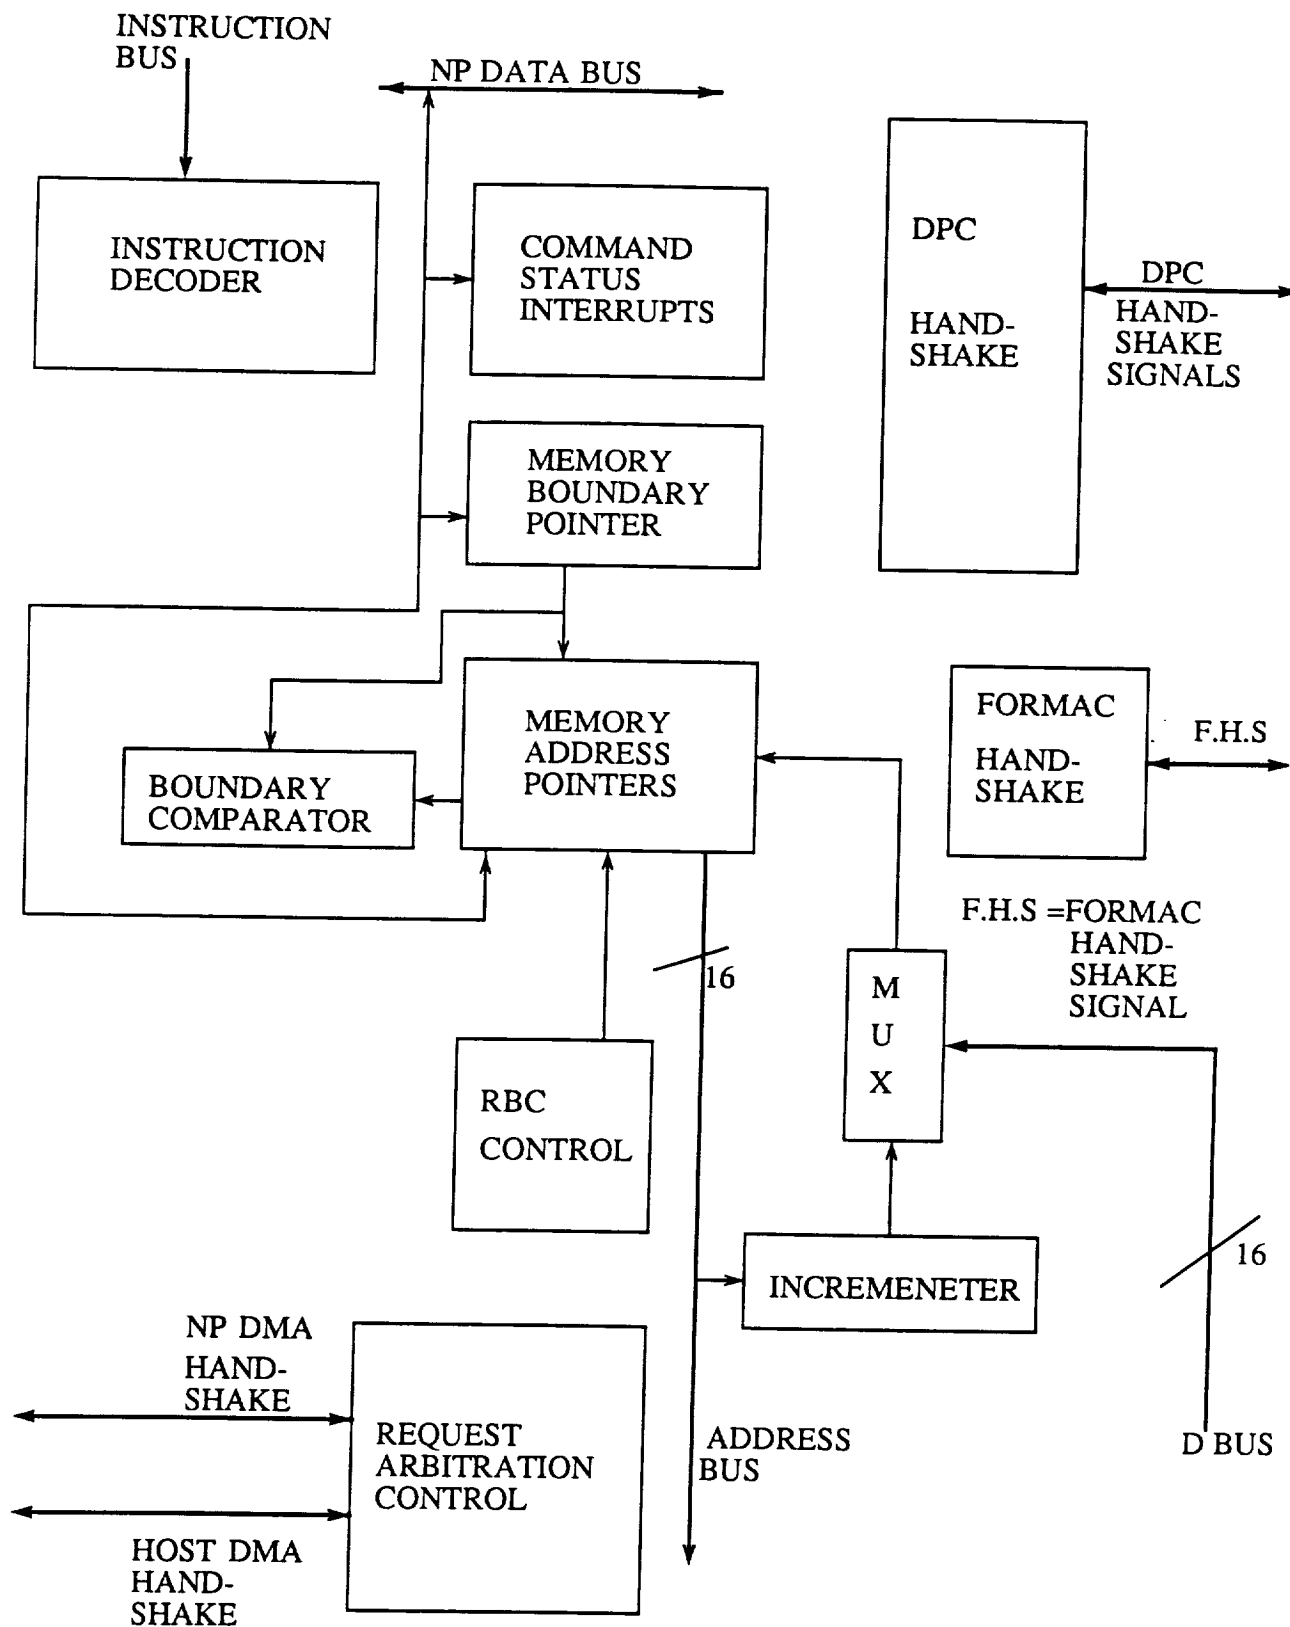 INSTRUCTION
BUS
NP DATA BUS
INSTRUCTION
DECODER
COMMAND
STATUS
INTERRUPTS
DPC
HAND-
SHAKE
DPC
HAND-
SHAKE
SIGNALS
MEMORY
BOUNDARY
POINTER
MEMORY
ADDRESS
POINTERS
BOUNDARY
COMPARATOR
FORMAC
HAND-
SHAKE
F.H.S
F.H.S =FORMAC
HAND-
SHAKE
SIGNAL
16
M
U
X
RBC
CONTROL
16
INCREMENETER
NP DMA
HAND-
SHAKE
REQUEST
ARBITRATION
CONTROL
ADDRESS
BUS
D BUS
HOST DMA
HAND-
SHAKE